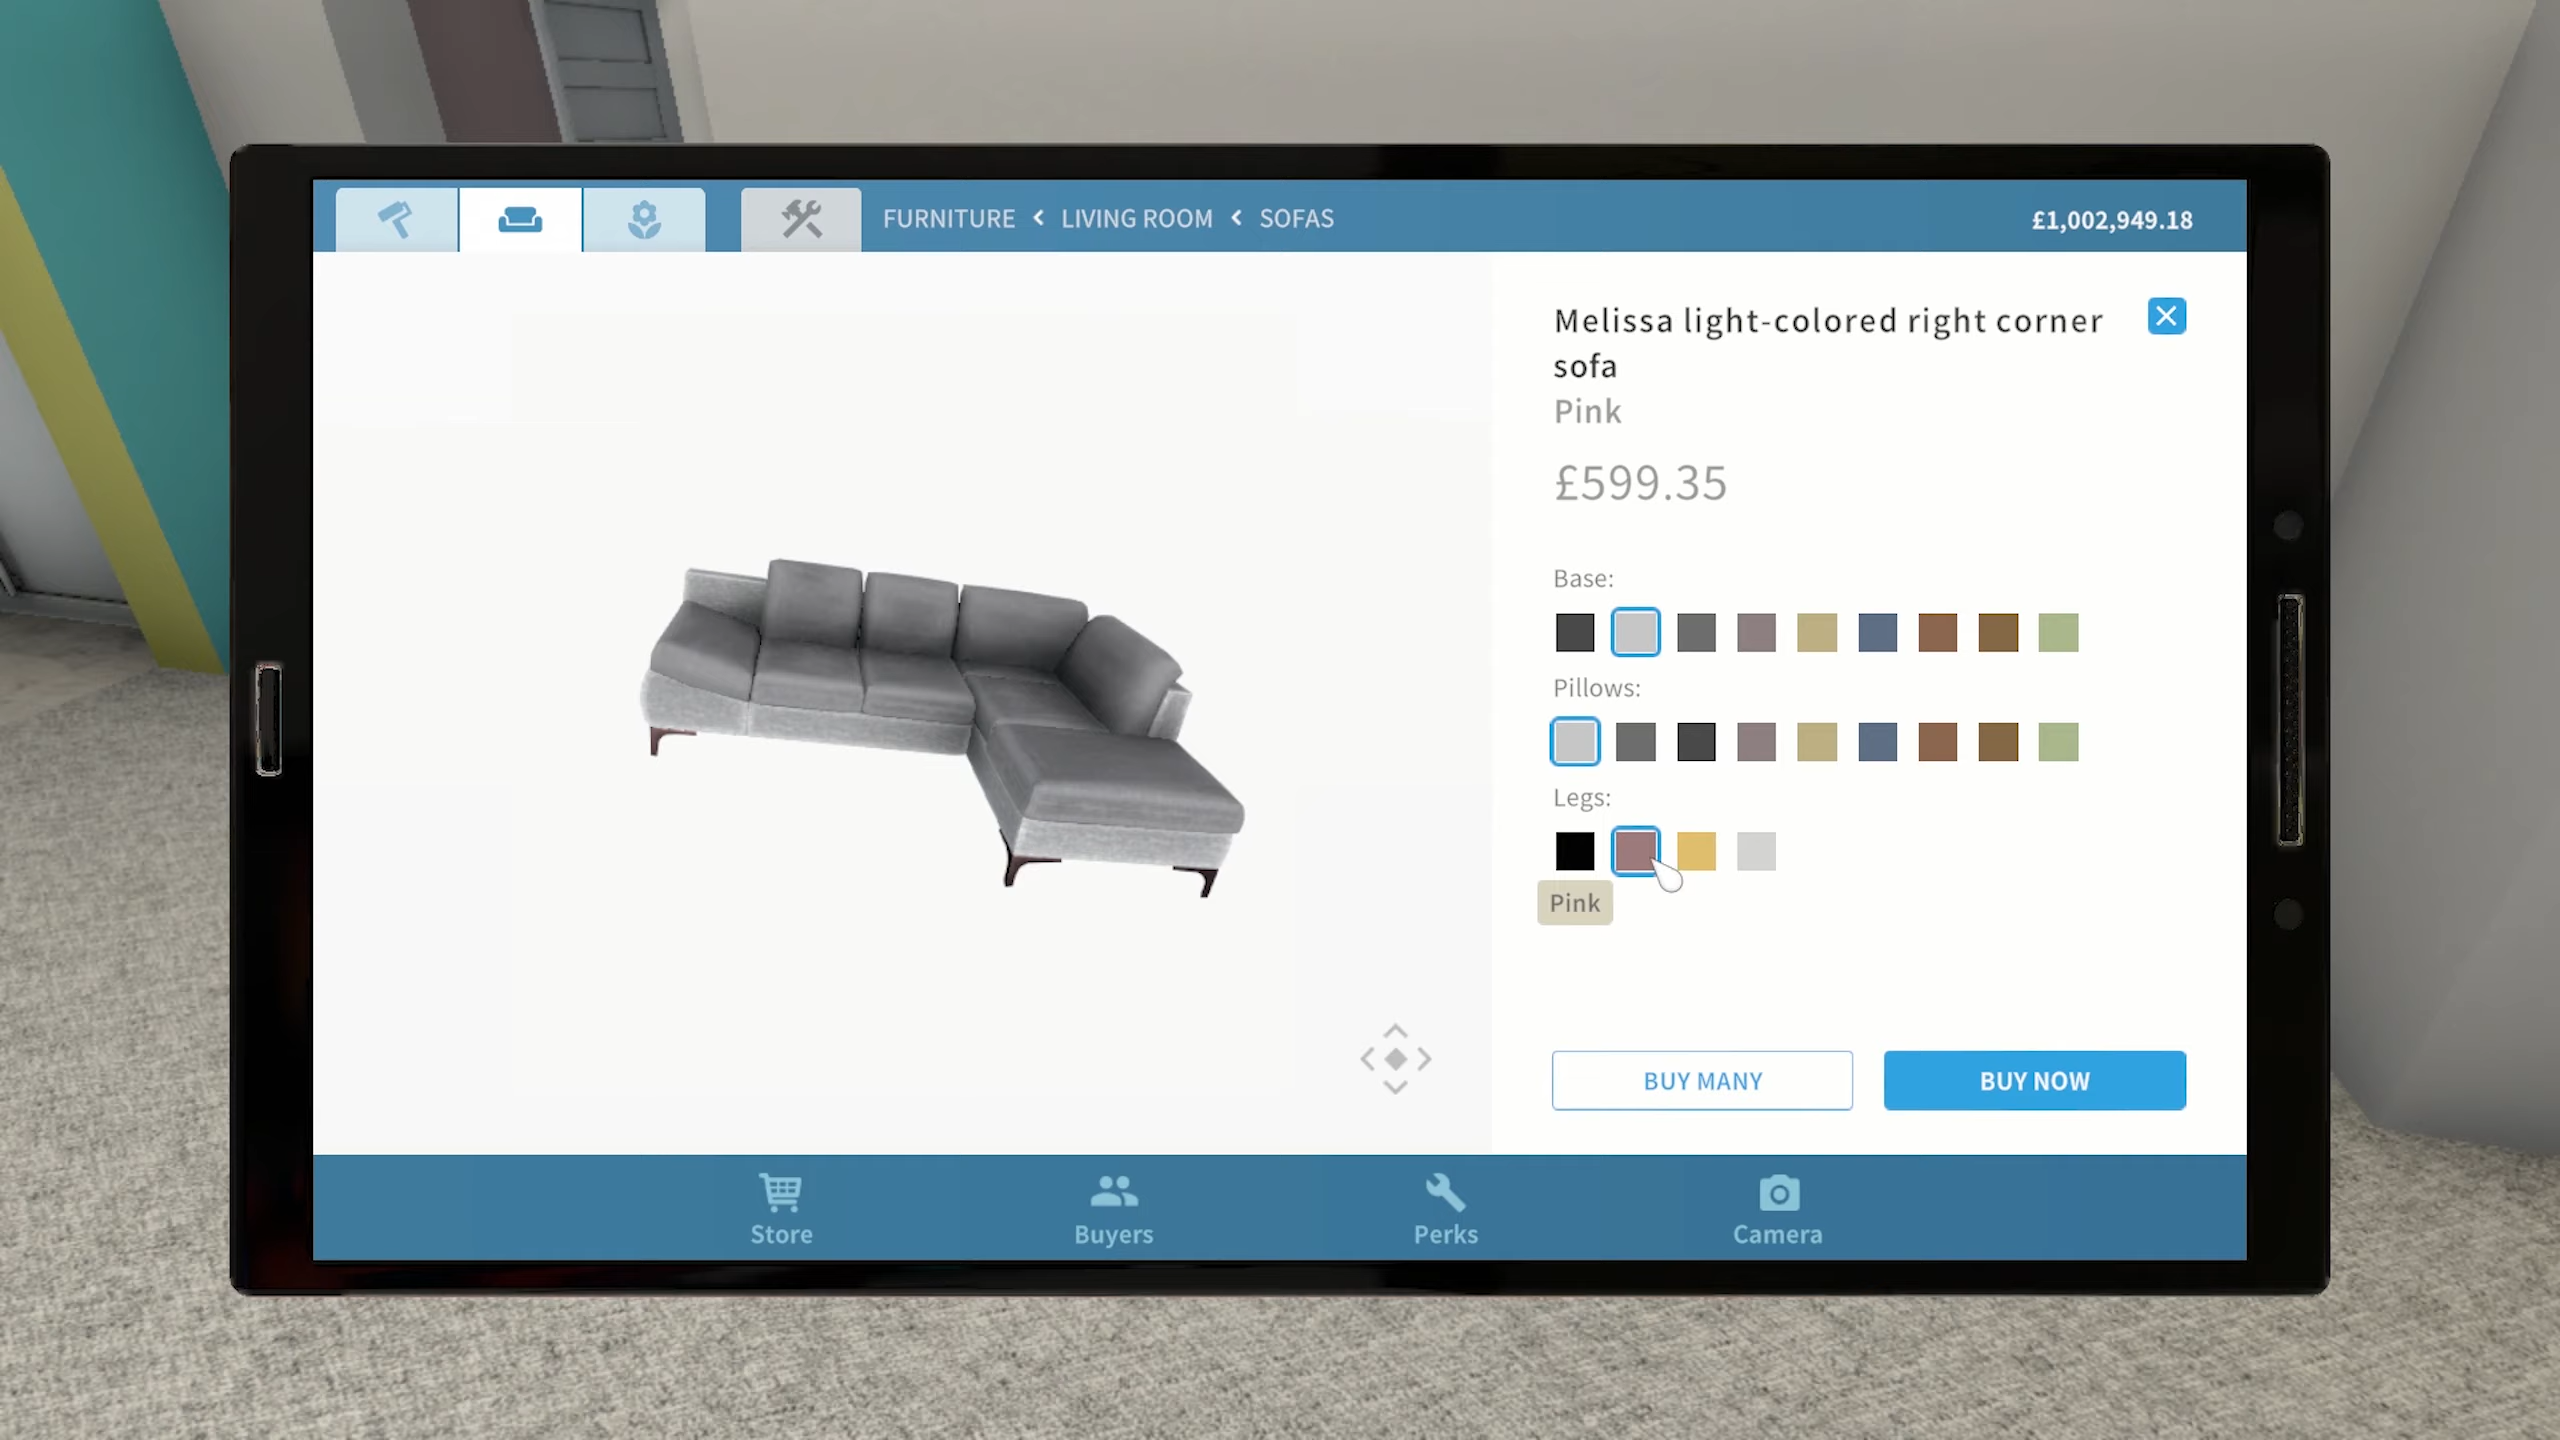 FURNITURE < LIVING ROOM < SOFAS
£1,002,949.18
Melissa light-colored right corner
sofa
Pink
£599.35
Base:
Pillows:
Legs:
Pink
BUY MANY
BUY NOW
Store
Buyers
Perks
Camera